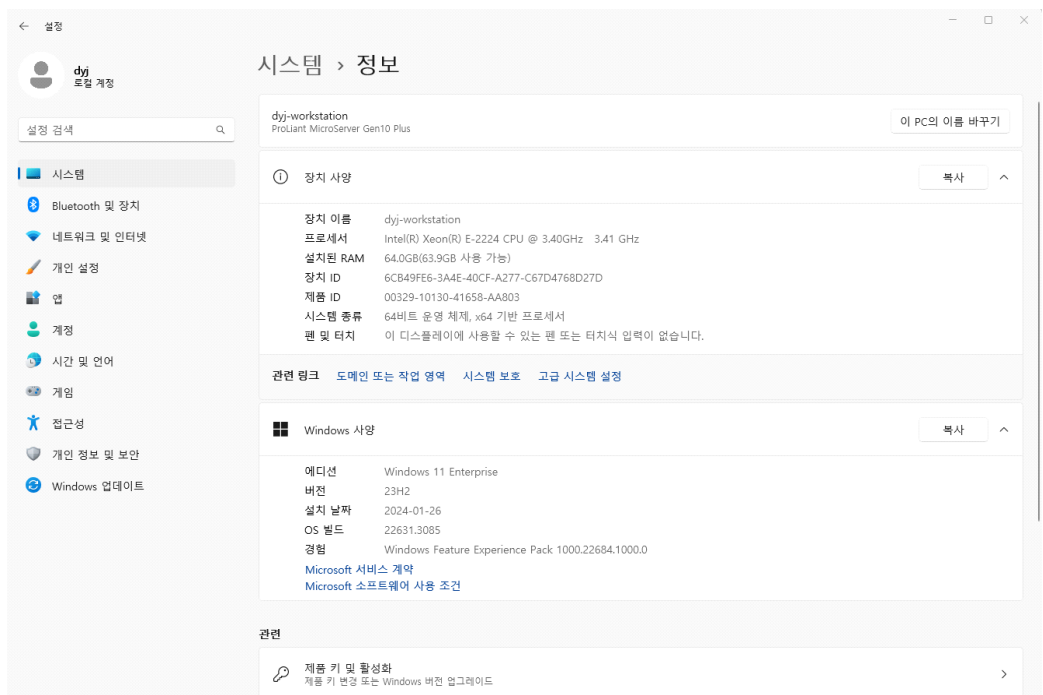 설정
dyj
로컬 계정
설정 검색
시스템
Bluetooth 및 장치
네트워크 및 인터넷
개인 설정
앱
계정
시간 및 언어
게임
접근성
개인 정보 및 보안
Windows 업데이트
시스템 › 정보
dyj-workstation
ProLiant MicroServer Gen10 Plus
이 PC의 이름 바꾸기
장치 사양
복사
장치 이름 dyj-workstation
프로세서 Intel(R) Xeon(R) E-2224 CPU @ 3.40GHz 3.41 GHz
설치된 RAM 64.0GB(63.9GB 사용 가능)
장치 ID 6CB49FE6-3A4E-40CF-A277-C67D4768D27D
제품 ID 00329-10130-41658-AA803
시스템 종류 64비트 운영 체제, x64 기반 프로세서
펜 및 터치 이 디스플레이에 사용할 수 있는 펜 또는 터치식 입력이 없습니다.
관련 링크 도메인 또는 작업 영역 시스템 보호 고급 시스템 설정
Windows 사양
복사
에디션 Windows 11 Enterprise
버전 23H2
설치 날짜 2024-01-26
OS 빌드 22631.3085
경험 Windows Feature Experience Pack 1000.22684.1000.0
Microsoft 서비스 계약
Microsoft 소프트웨어 사용 조건
관련
제품 키 및 활성화
제품 키 변경 또는 Windows 버전 업그레이드